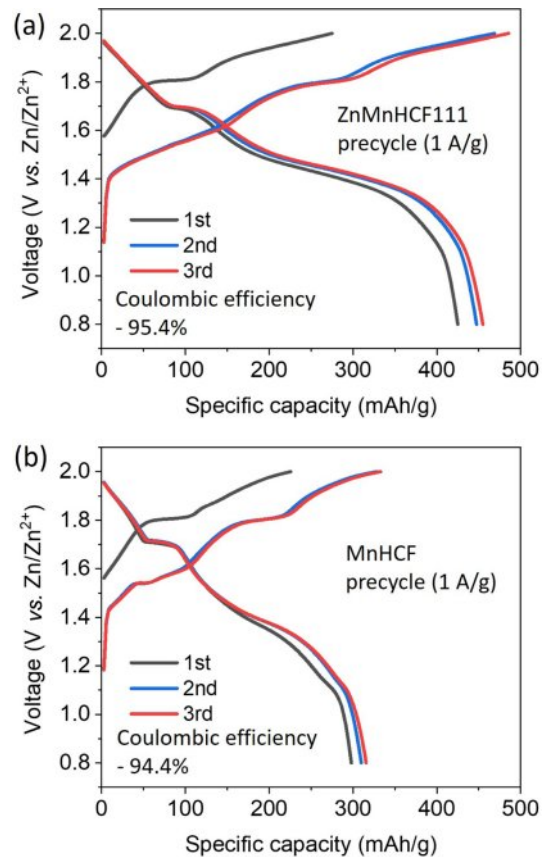 (a)
2.0
1.8
1.6
1.4
1.2
1.0
0.8
Voltage (V vs. Zn/Zn²⁺)
ZnMnHCF111
precycle (1 A/g)
1st
2nd
3rd
Coulombic efficiency
- 95.4%
0 100 200 300 400 500
Specific capacity (mAh/g)
(b)
2.0
1.8
1.6
1.4
1.2
1.0
0.8
Voltage (V vs. Zn/Zn²⁺)
MnHCF
precycle (1 A/g)
1st
2nd
3rd
Coulombic efficiency
- 94.4%
0 100 200 300 400 500
Specific capacity (mAh/g)